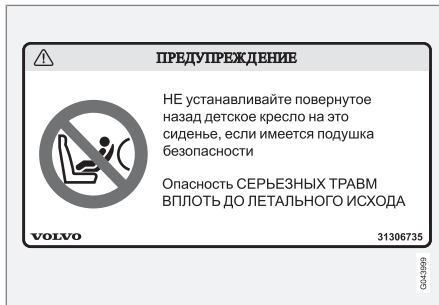 ПРЕДУПРЕЖДЕНИЕ
НЕ устанавливайте повернутое
назад детское кресло на это
сиденье, если имеется подушка
безопасности
Опасность СЕРЬЕЗНЫХ ТРАВМ
ВПЛОТЬ ДО ЛЕТАЛЬНОГО ИСХОДА
VOLVO
31306735
G043999